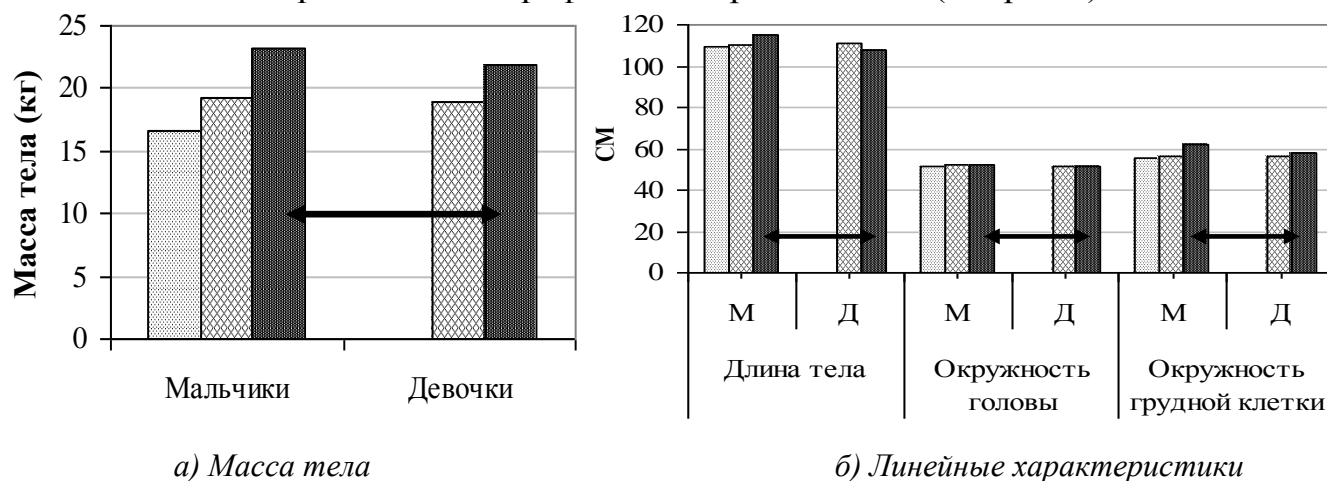 25
20
15
10
5
0
Масса тела (кг)
Мальчики Девочки
120
100
80
60
40
20
0
СМ
М Д М Д М Д
Длина тела Окружность головы Окружность грудной клетки
а) Масса тела б) Линейные характеристики